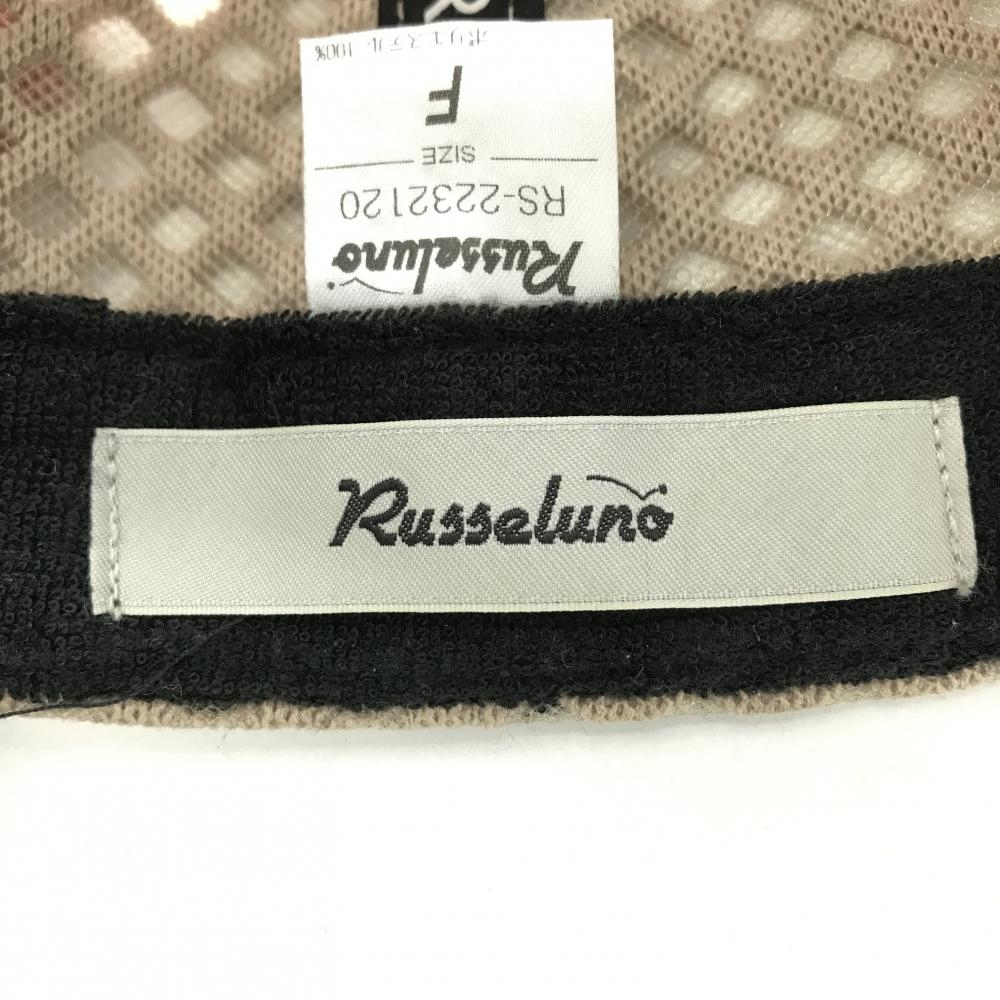 Russeluno
RS-2232120
SIZE
F
ポリエステル 100%
Russeluno